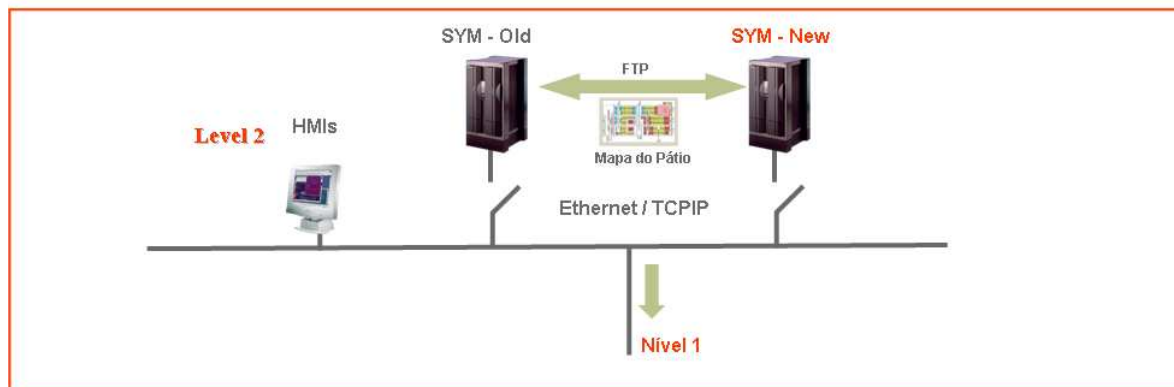 SYM - Old
SYM - New
FTP
Level 2
HMIs
Mapa do Pátio
Ethernet / TCPIP
Nível 1